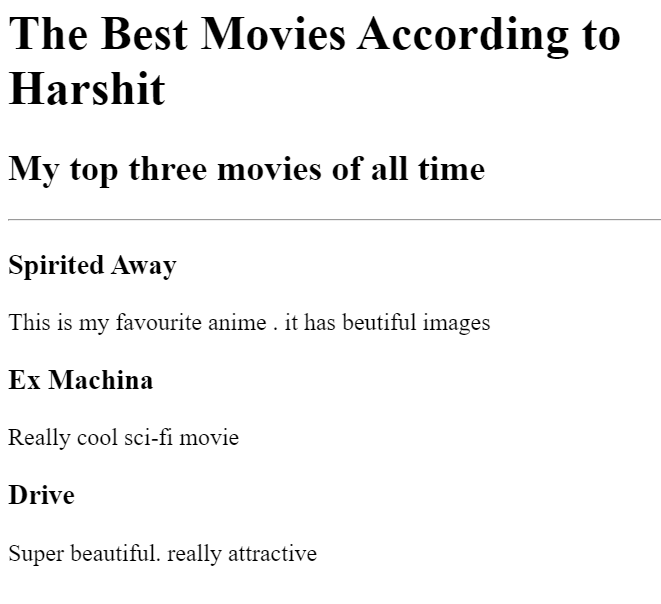 The Best Movies According to
Harshit
My top three movies of all time
Spirited Away
This is my favourite anime . it has beutiful images
Ex Machina
Really cool sci-fi movie
Drive
Super beautiful. really attractive